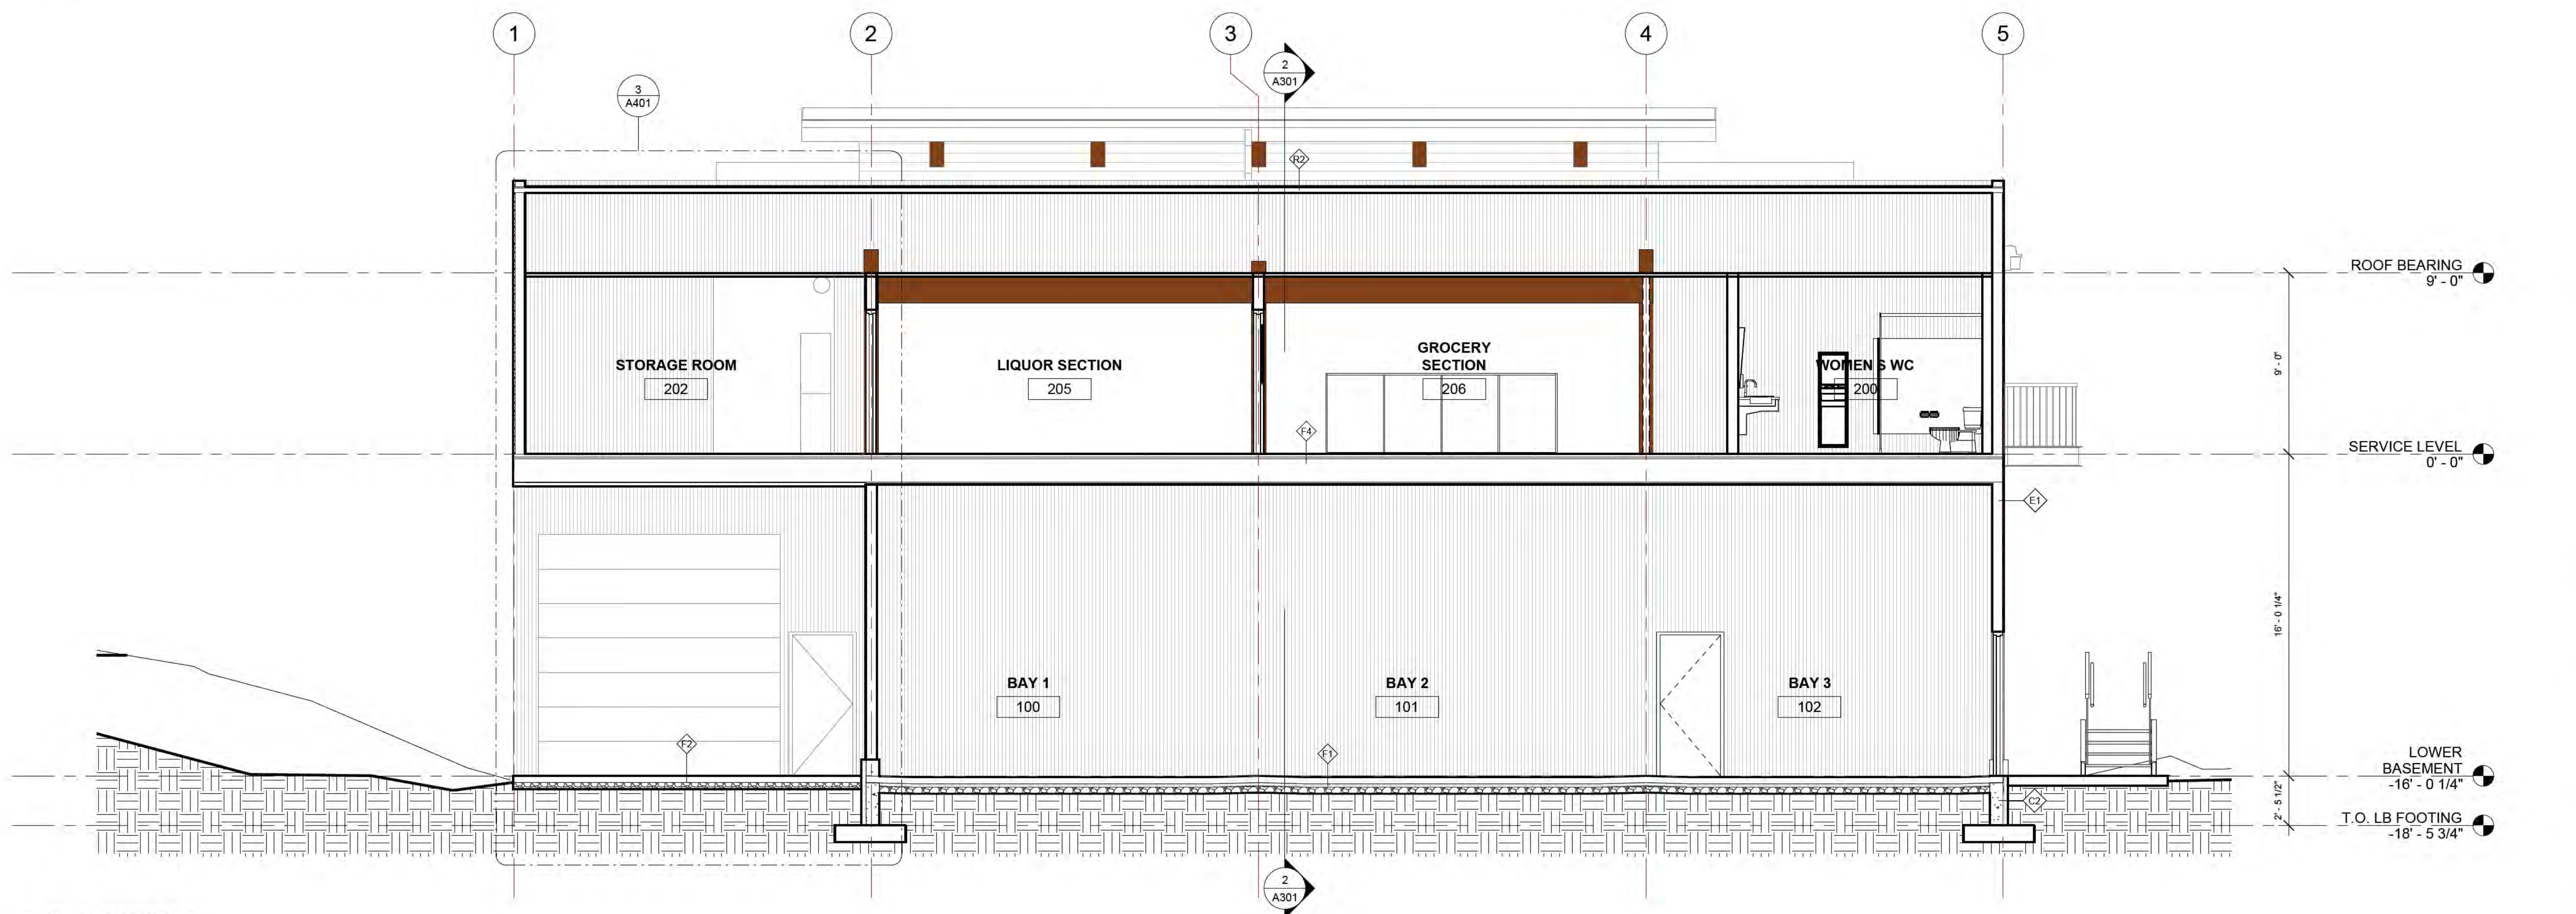 1
2
3
4
5
2
A301
3
A401
R2
ROOF BEARING
9' - 0"
STORAGE ROOM
202
LIQUOR SECTION
205
GROCERY
SECTION
206
WOMEN'S WC
200
9' - 0"
F4
SERVICE LEVEL
0' - 0"
E1
16' - 0 1/4"
BAY 1
100
BAY 2
101
BAY 3
102
F2
F1
LOWER
BASEMENT
-16' - 0 1/4"
C2
2' - 5 1/2"
T.O. LB FOOTING
-18' - 5 3/4"
2
A301